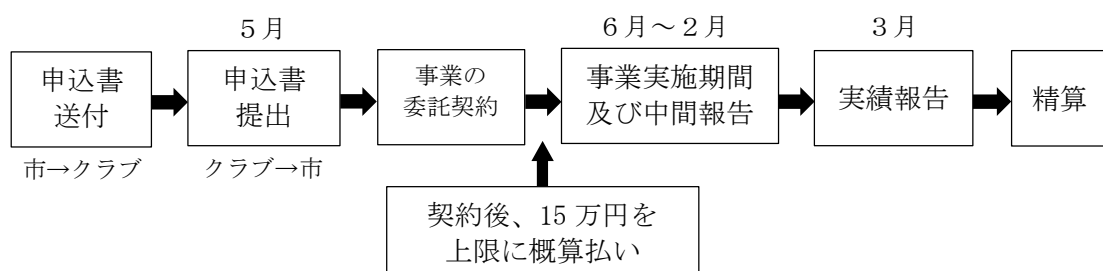 ５月
６月～２月
３月
申込書
送付
申込書
提出
事業の
委託契約
事業実施期間
及び中間報告
実績報告
精算
市→クラブ
クラブ→市
契約後、15 万円を
上限に概算払い